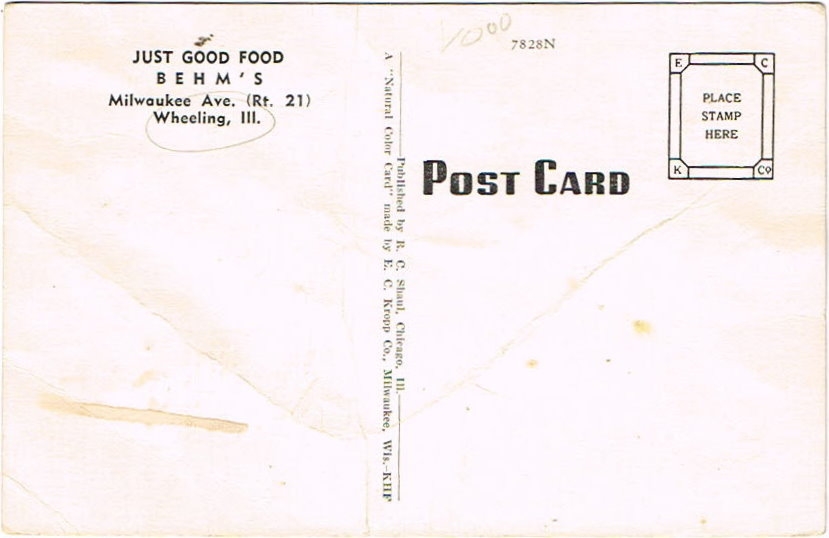 JUST GOOD FOOD
BEHM'S
Milwaukee Ave. (Rt. 21)
Wheeling, Ill.
A "Natural Color Card" made by E. C. Kropp Co., Milwaukee, Wis.—KHF
Published by R. C. Shaul, Chicago, Ill.
1000
7828N
POST CARD
E C
PLACE
STAMP
HERE
K Co